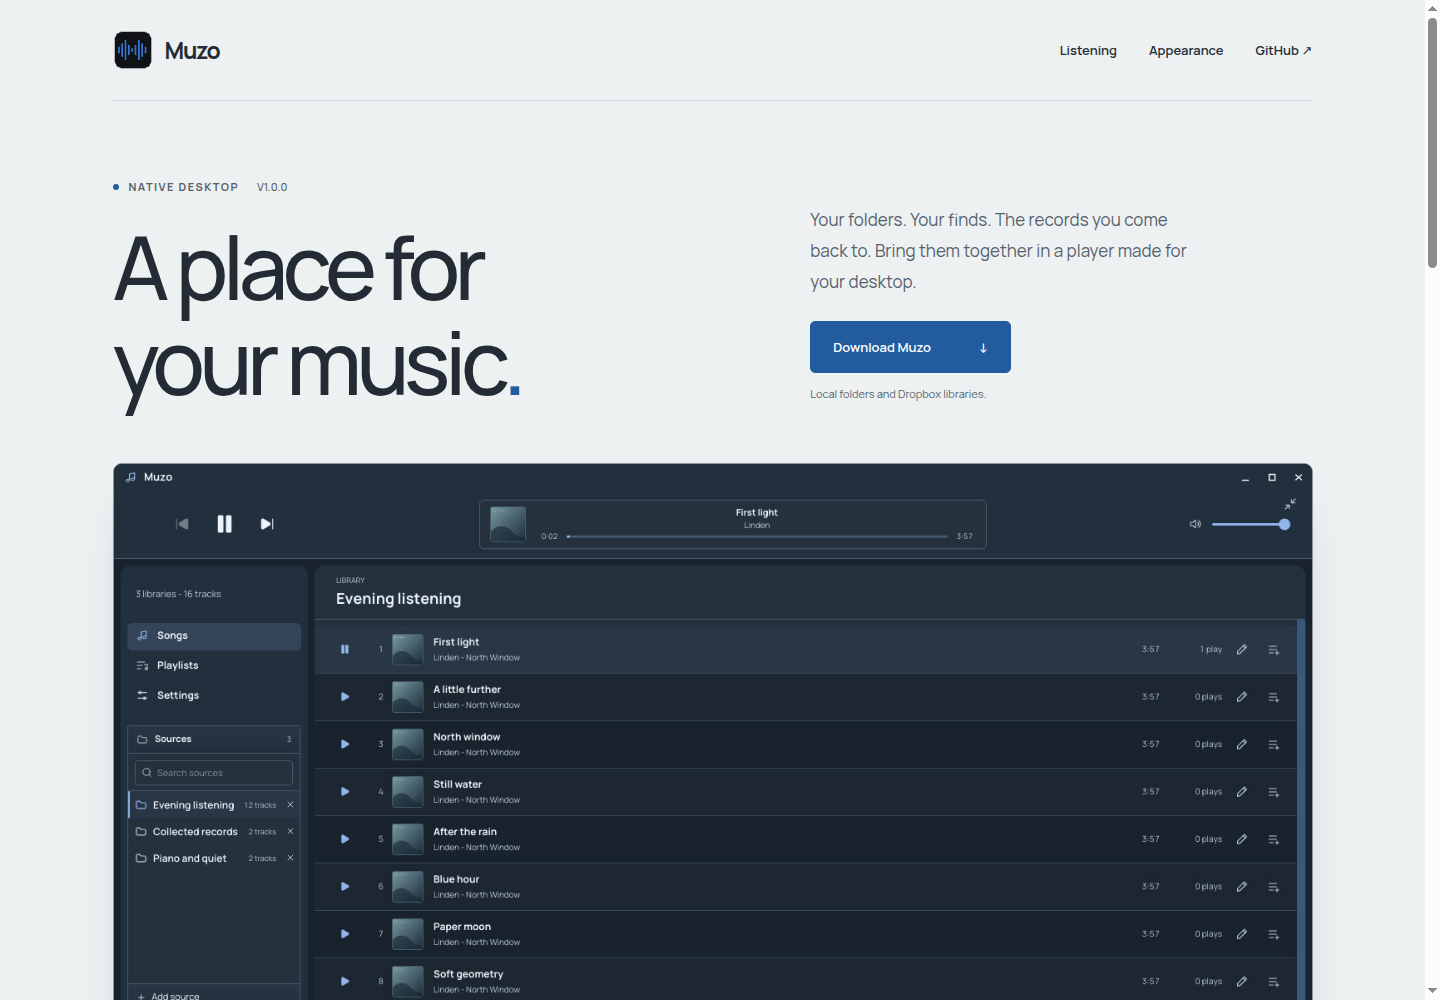 Muzo
Listening
Appearance
GitHub ↗
NATIVE DESKTOP V1.0.0
A place for
your music.
Your folders. Your finds. The records you come
back to. Bring them together in a player made for
your desktop.
Download Muzo ↓
Local folders and Dropbox libraries.
Muzo
First light
Linden
0:02
3:57
3 libraries - 16 tracks
Songs
Playlists
Settings
Sources 3
Search sources
Evening listening 12 tracks
Collected records 2 tracks
Piano and quiet 2 tracks
+ Add source
LIBRARY
Evening listening
1 First light 3:57 1 play
Linden - North Window
2 A little further 3:57 0 plays
Linden - North Window
3 North window 3:57 0 plays
Linden - North Window
4 Still water 3:57 0 plays
Linden - North Window
5 After the rain 3:57 0 plays
Linden - North Window
6 Blue hour 3:57 0 plays
Linden - North Window
7 Paper moon 3:57 0 plays
Linden - North Window
8 Soft geometry 3:57 0 plays
Linden - North Window